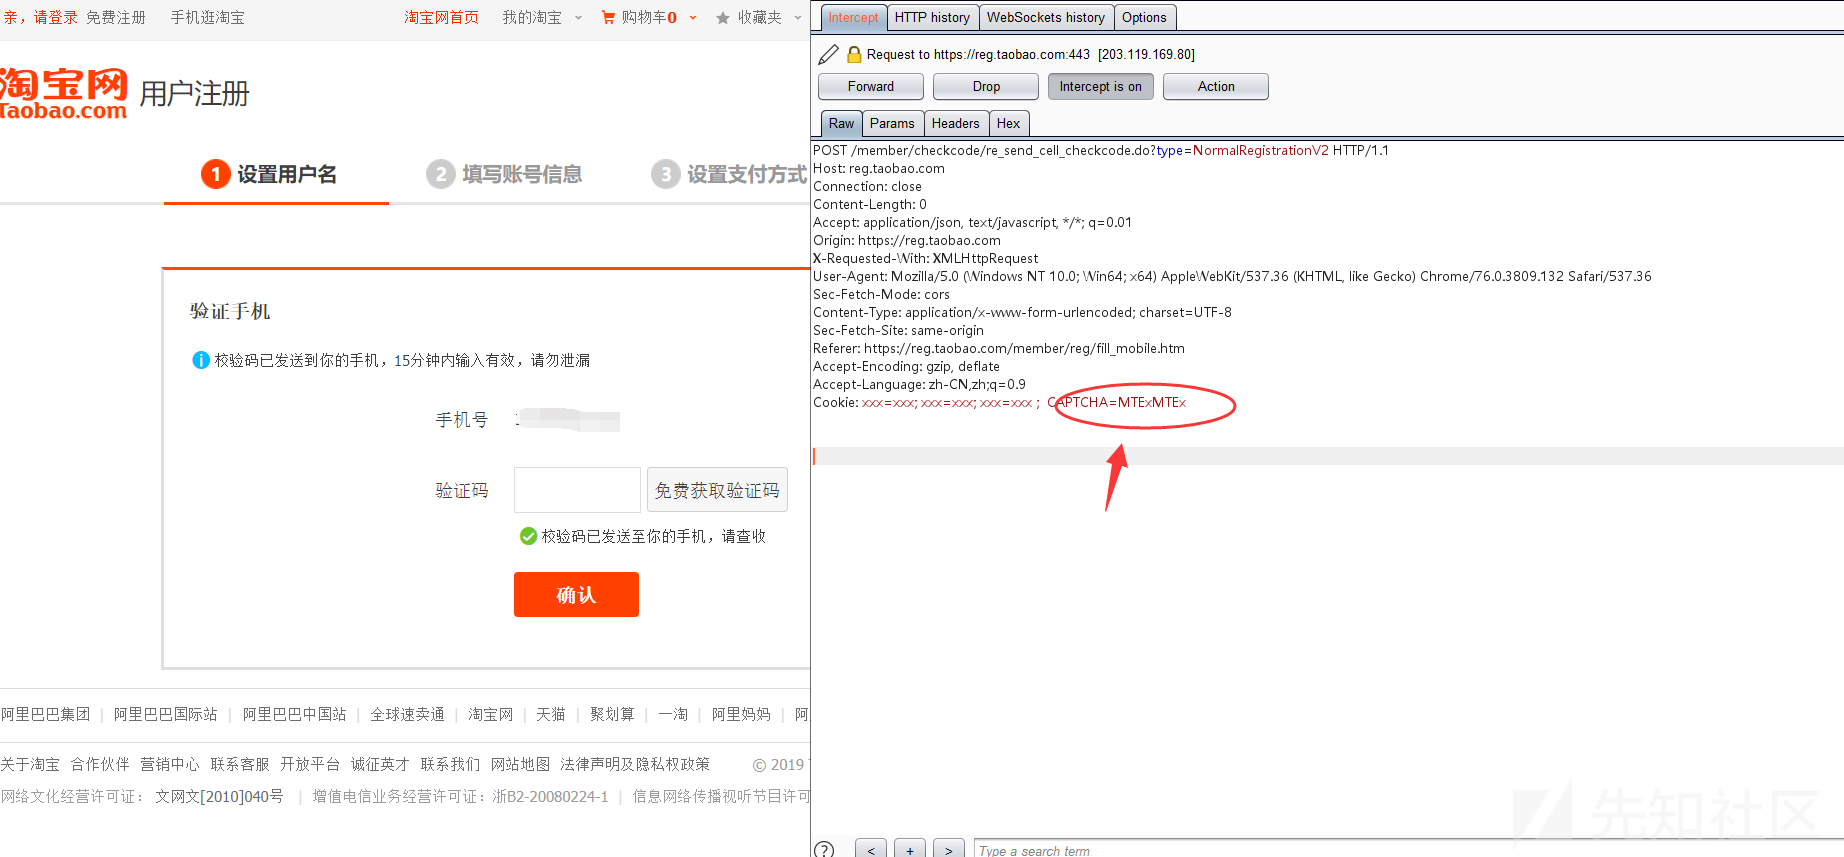 亲，请登录 免费注册 手机逛淘宝 淘宝网首页 我的淘宝 购物车0 收藏夹
淘宝网
Taobao.com
用户注册
1 设置用户名 2 填写账号信息 3 设置支付方式
验证手机
校验码已发送到你的手机，15分钟内输入有效，请勿泄漏
手机号
验证码 免费获取验证码
校验码已发送至你的手机，请查收
确认
阿里巴巴集团 | 阿里巴巴国际站 | 阿里巴巴中国站 | 全球速卖通 | 淘宝网 | 天猫 | 聚划算 | 一淘 | 阿里妈妈 | 阿
关于淘宝 合作伙伴 营销中心 联系客服 开放平台 诚征英才 联系我们 网站地图 法律声明及隐私权政策 © 2019
网络文化经营许可证： 文网文[2010]040号 | 增值电信业务经营许可证：浙B2-20080224-1 | 信息网络传播视听节目许可
Intercept HTTP history WebSockets history Options
Request to https://reg.taobao.com:443 [203.119.169.80]
Forward Drop Intercept is on Action
Raw Params Headers Hex
POST /member/checkcode/re_send_cell_checkcode.do?type=NormalRegistrationV2 HTTP/1.1
Host: reg.taobao.com
Connection: close
Content-Length: 0
Accept: application/json, text/javascript, */*; q=0.01
Origin: https://reg.taobao.com
X-Requested-With: XMLHttpRequest
User-Agent: Mozilla/5.0 (Windows NT 10.0; Win64; x64) AppleWebKit/537.36 (KHTML, like Gecko) Chrome/76.0.3809.132 Safari/537.36
Sec-Fetch-Mode: cors
Content-Type: application/x-www-form-urlencoded; charset=UTF-8
Sec-Fetch-Site: same-origin
Referer: https://reg.taobao.com/member/reg/fill_mobile.htm
Accept-Encoding: gzip, deflate
Accept-Language: zh-CN,zh;q=0.9
Cookie: xxx=xxx; xxx=xxx; xxx=xxx ; CAPTCHA=MTExMTEx
先知社区
? < + > Type a search term